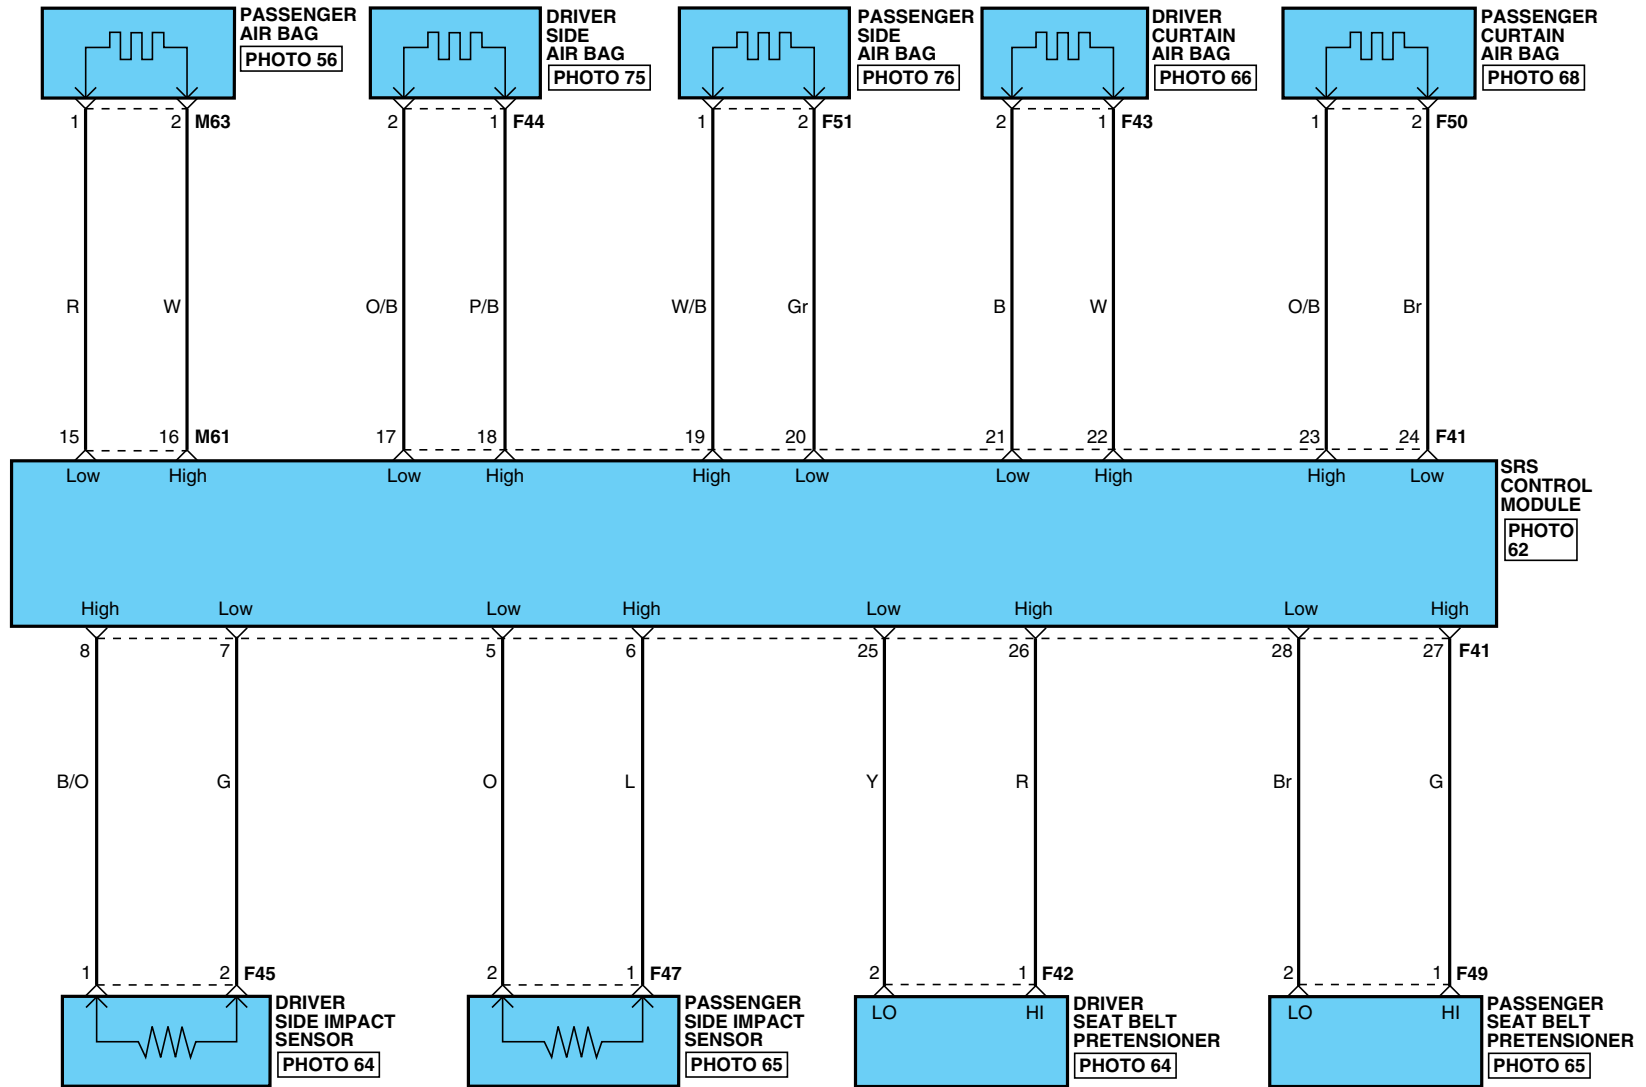 PASSENGER
AIR BAG
PHOTO 56
DRIVER
SIDE
AIR BAG
PHOTO 75
PASSENGER
SIDE
AIR BAG
PHOTO 76
DRIVER
CURTAIN
AIR BAG
PHOTO 66
PASSENGER
CURTAIN
AIR BAG
PHOTO 68
1 2 M63 2 1 F44 1 2 F51 2 1 F43 1 2 F50
R W O/B P/B W/B Gr B W O/B Br
15 16 M61 17 18 19 20 21 22 23 24 F41
Low High Low High High Low Low High High Low
SRS
CONTROL
MODULE
PHOTO
62
High Low Low High Low High Low High
8 7 5 6 25 26 28 27 F41
B/O G O L Y R Br G
1 2 F45 2 1 F47 2 1 F42 2 1 F49
DRIVER
SIDE IMPACT
SENSOR
PHOTO 64
PASSENGER
SIDE IMPACT
SENSOR
PHOTO 65
LO HI
DRIVER
SEAT BELT
PRETENSIONER
PHOTO 64
LO HI
PASSENGER
SEAT BELT
PRETENSIONER
PHOTO 65